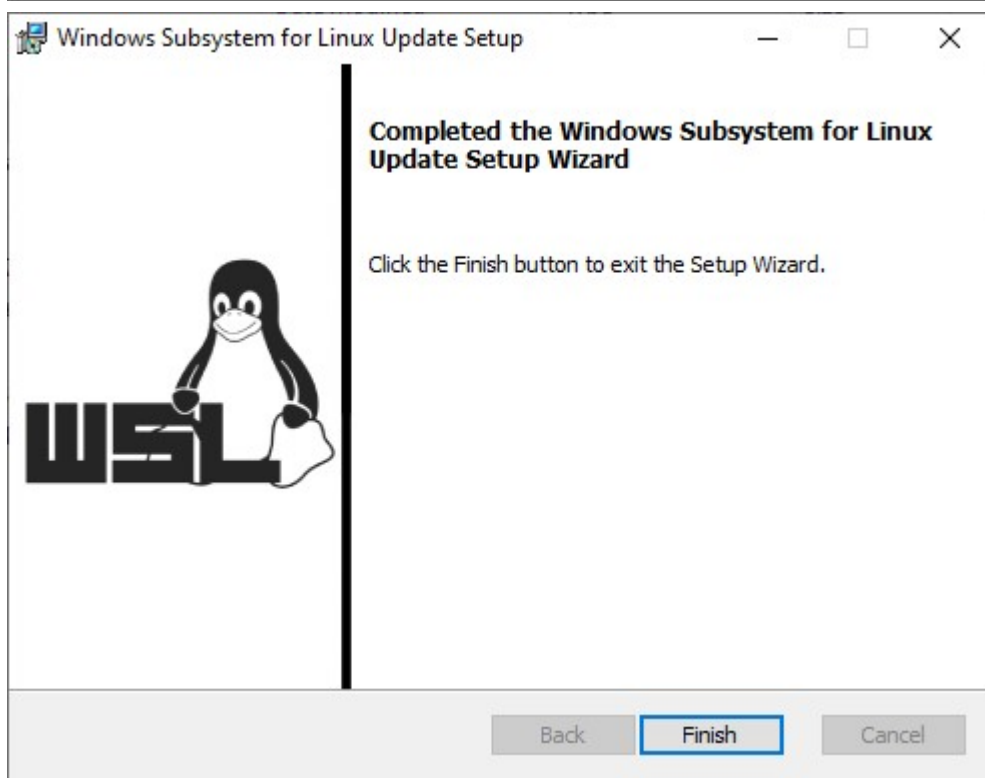 Windows Subsystem for Linux Update Setup
Completed the Windows Subsystem for Linux
Update Setup Wizard
Click the Finish button to exit the Setup Wizard.
WSL
Back
Finish
Cancel